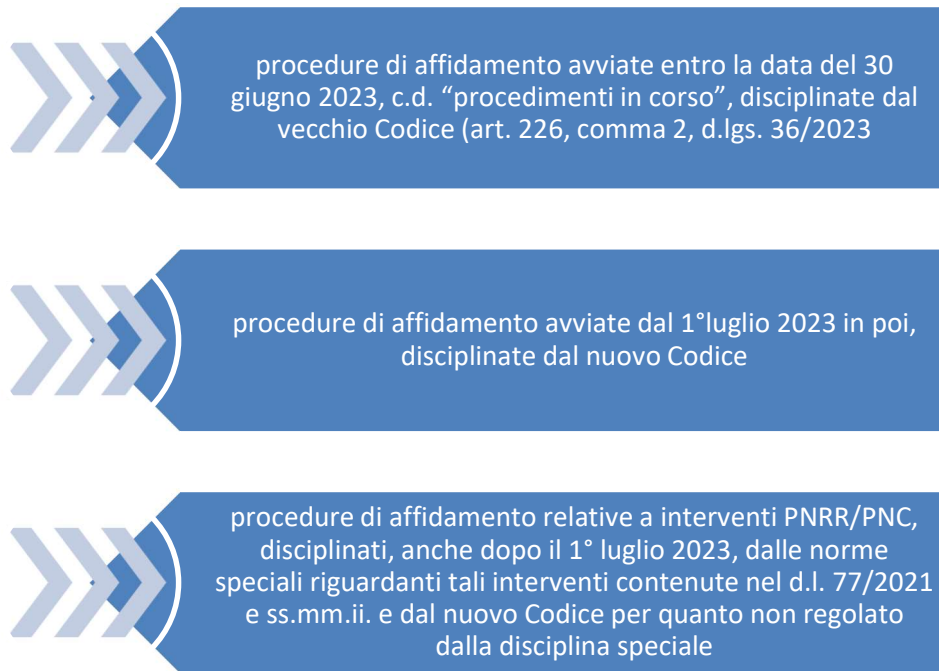 procedure di affidamento avviate entro la data del 30
giugno 2023, c.d. “procedimenti in corso”, disciplinate dal
vecchio Codice (art. 226, comma 2, d.lgs. 36/2023
procedure di affidamento avviate dal 1°luglio 2023 in poi,
disciplinate dal nuovo Codice
procedure di affidamento relative a interventi PNRR/PNC,
disciplinati, anche dopo il 1° luglio 2023, dalle norme
speciali riguardanti tali interventi contenute nel d.l. 77/2021
e ss.mm.ii. e dal nuovo Codice per quanto non regolato
dalla disciplina speciale